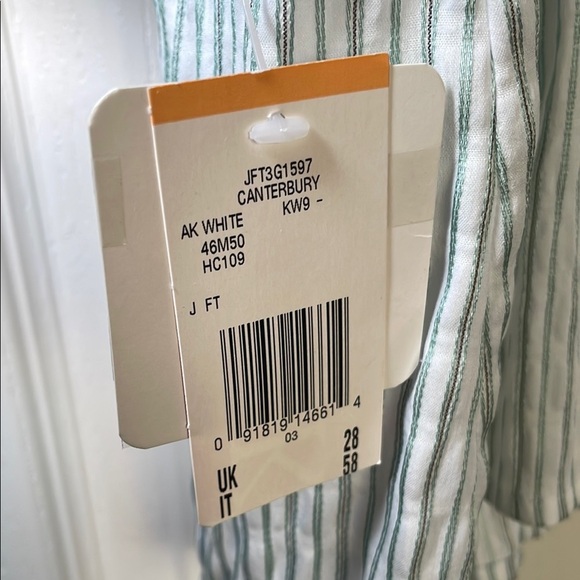 JFT3G1597
CANTERBURY
KW9 -
AK WHITE
46M50
HC109
J FT
0 91819 14661 4
03
UK 28
IT 58